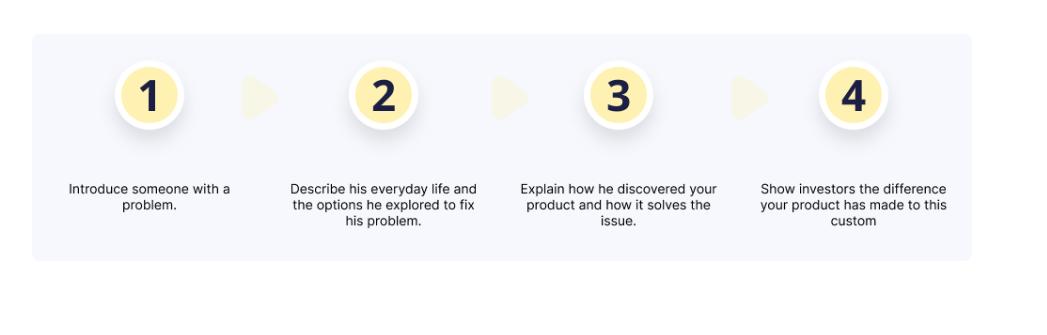 1
Introduce someone with a
problem.
2
Describe his everyday life and
the options he explored to fix
his problem.
3
Explain how he discovered your
product and how it solves the
issue.
4
Show investors the difference
your product has made to this
custom